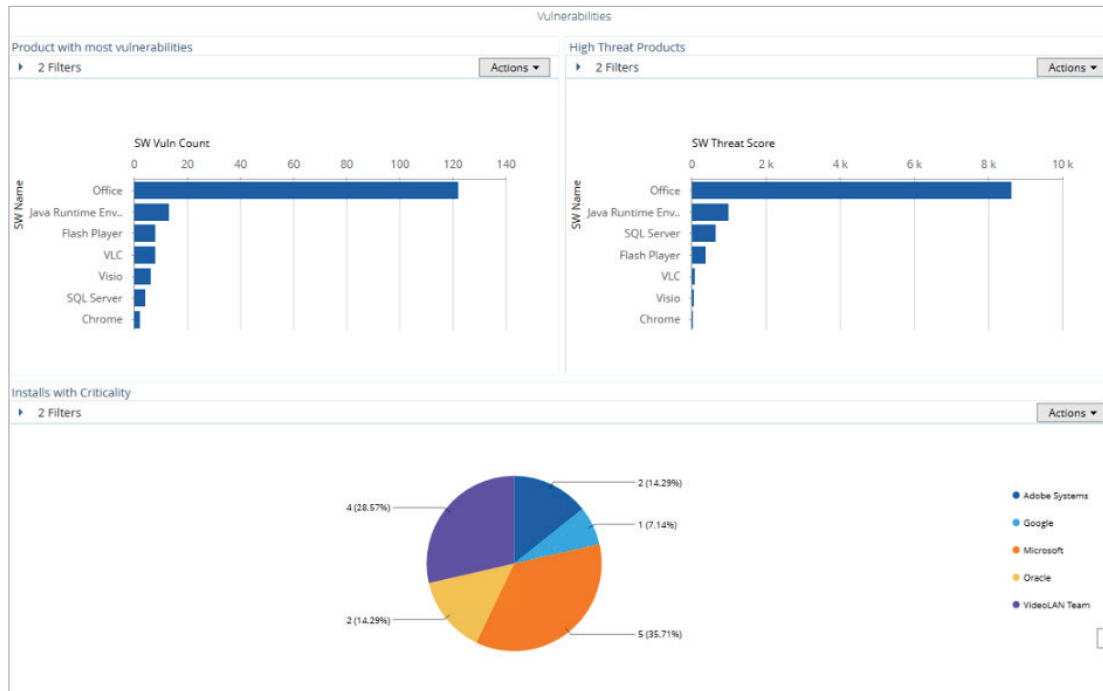 Vulnerabilities
Product with most vulnerabilities
2 Filters
Actions
SW Vuln Count
0 20 40 60 80 100 120 140
SW Name
Office
Java Runtime Env..
Flash Player
VLC
Visio
SQL Server
Chrome
High Threat Products
2 Filters
Actions
SW Threat Score
0 2 k 4 k 6 k 8 k 10 k
SW Name
Office
Java Runtime Env..
SQL Server
Flash Player
VLC
Visio
Chrome
Installs with Criticality
2 Filters
Actions
2 (14.29%)
1 (7.14%)
5 (35.71%)
2 (14.29%)
4 (28.57%)
Adobe Systems
Google
Microsoft
Oracle
VideoLAN Team